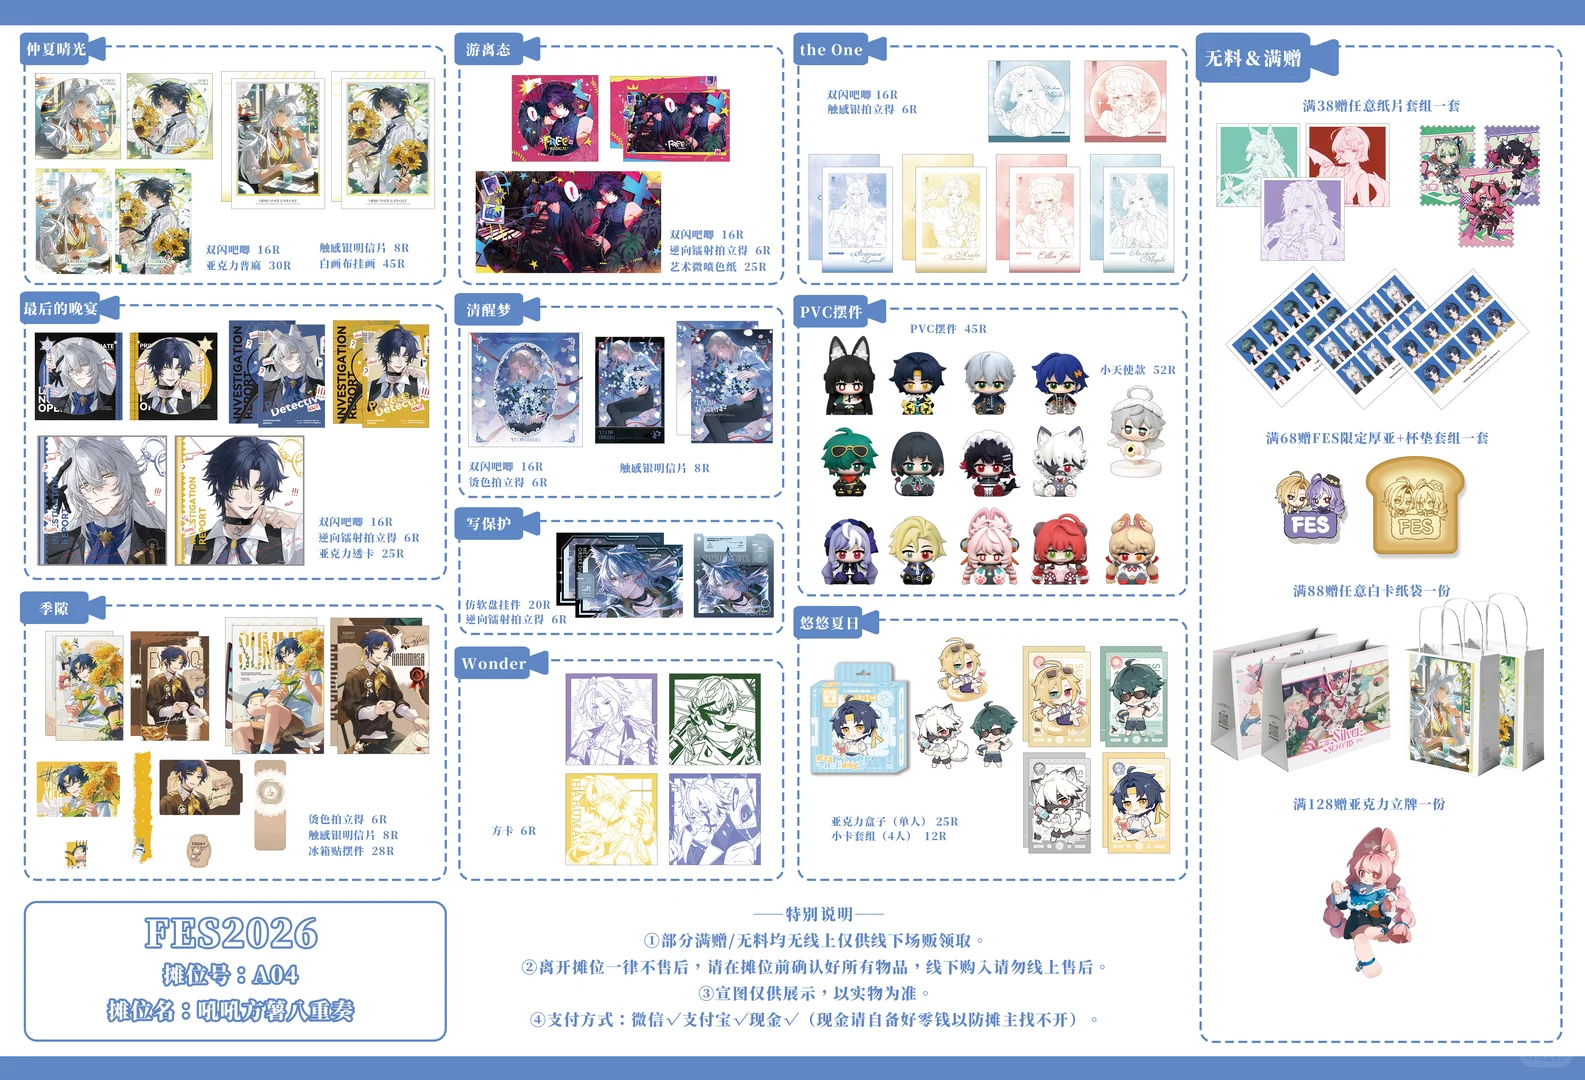 仲夏晴光
双闪吧唧 16R
亚克力普麻 30R
触感银明信片 8R
白画布挂画 45R
最后的晚宴
INVESTIGATION
REPORT
Detective
INVESTIGATION
REPORT
Detective
双闪吧唧 16R
逆向镭射拍立得 6R
亚克力透卡 25R
季隙
烫色拍立得 6R
触感银明信片 8R
冰箱贴摆件 28R
游离态
FREE
RADICAL
FREE
双闪吧唧 16R
逆向镭射拍立得 6R
艺术微喷色纸 25R
清醒梦
双闪吧唧 16R
烫色拍立得 6R
触感银明信片 8R
写保护
仿软盘挂件 20R
逆向镭射拍立得 6R
Wonder
HARUMASA
方卡 6R
the One
双闪吧唧 16R
触感银拍立得 6R
PVC摆件
PVC摆件 45R
小天使款 52R
悠悠夏日
亚克力盒子（单人） 25R
小卡套组（4人） 12R
无料＆满赠
满38赠任意纸片套组一套
满68赠FES限定厚亚+杯垫套组一套
FES
FES
满88赠任意白卡纸袋一份
满128赠亚克力立牌一份
FES2026
摊位号：A04
摊位名：吼吼方薯八重奏
——特别说明——
①部分满赠/无料均无线上仅供线下场贩领取。
②离开摊位一律不售后，请在摊位前确认好所有物品，线下购入请勿线上售后。
③宣图仅供展示，以实物为准。
④支付方式：微信√支付宝√现金√（现金请自备好零钱以防摊主找不开）。